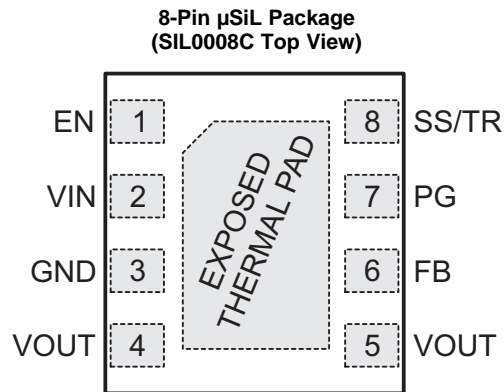 8-Pin µSiL Package
(SIL0008C Top View)
EN 1 8 SS/TR
VIN 2 7 PG
GND 3 6 FB
VOUT 4 5 VOUT
EXPOSED
THERMAL PAD